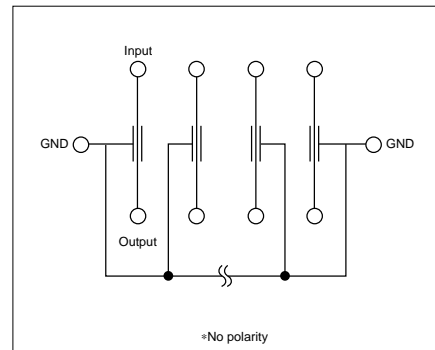 Input
GND
GND
Output
*No polarity